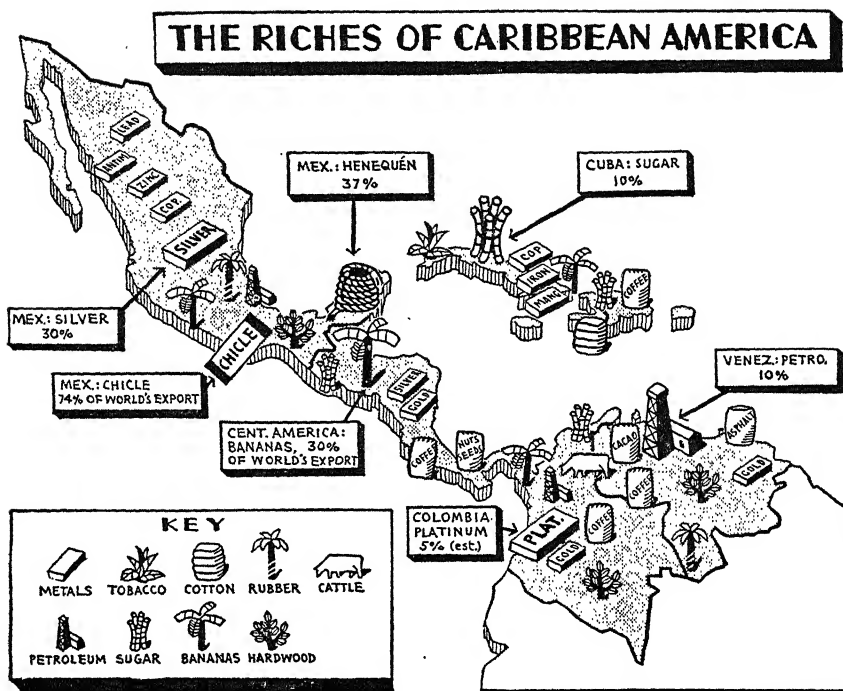 THE RICHES OF CARIBBEAN AMERICA
LEAD
ANTIM.
ZINC
COP.
SILVER
MEX.: HENEQUÉN
37%
CUBA: SUGAR
10%
COP.
IRON
MANG.
COFFEE
MEX.: SILVER
30%
CHICLE
MEX.: CHICLE
74% OF WORLD'S EXPORT
SILVER
GOLD
CENT. AMERICA:
BANANAS, 30%
OF WORLD'S EXPORT
VENEZ.: PETRO.
10%
COFFEE
NUTS
CACAO
ASPHALT
GOLD
COFFEE
COLOMBIA:
PLATINUM
5% (est.)
PLAT.
COFFEE
GOLD
KEY
METALS
TOBACCO
COTTON
RUBBER
CATTLE
PETROLEUM
SUGAR
BANANAS
HARDWOOD